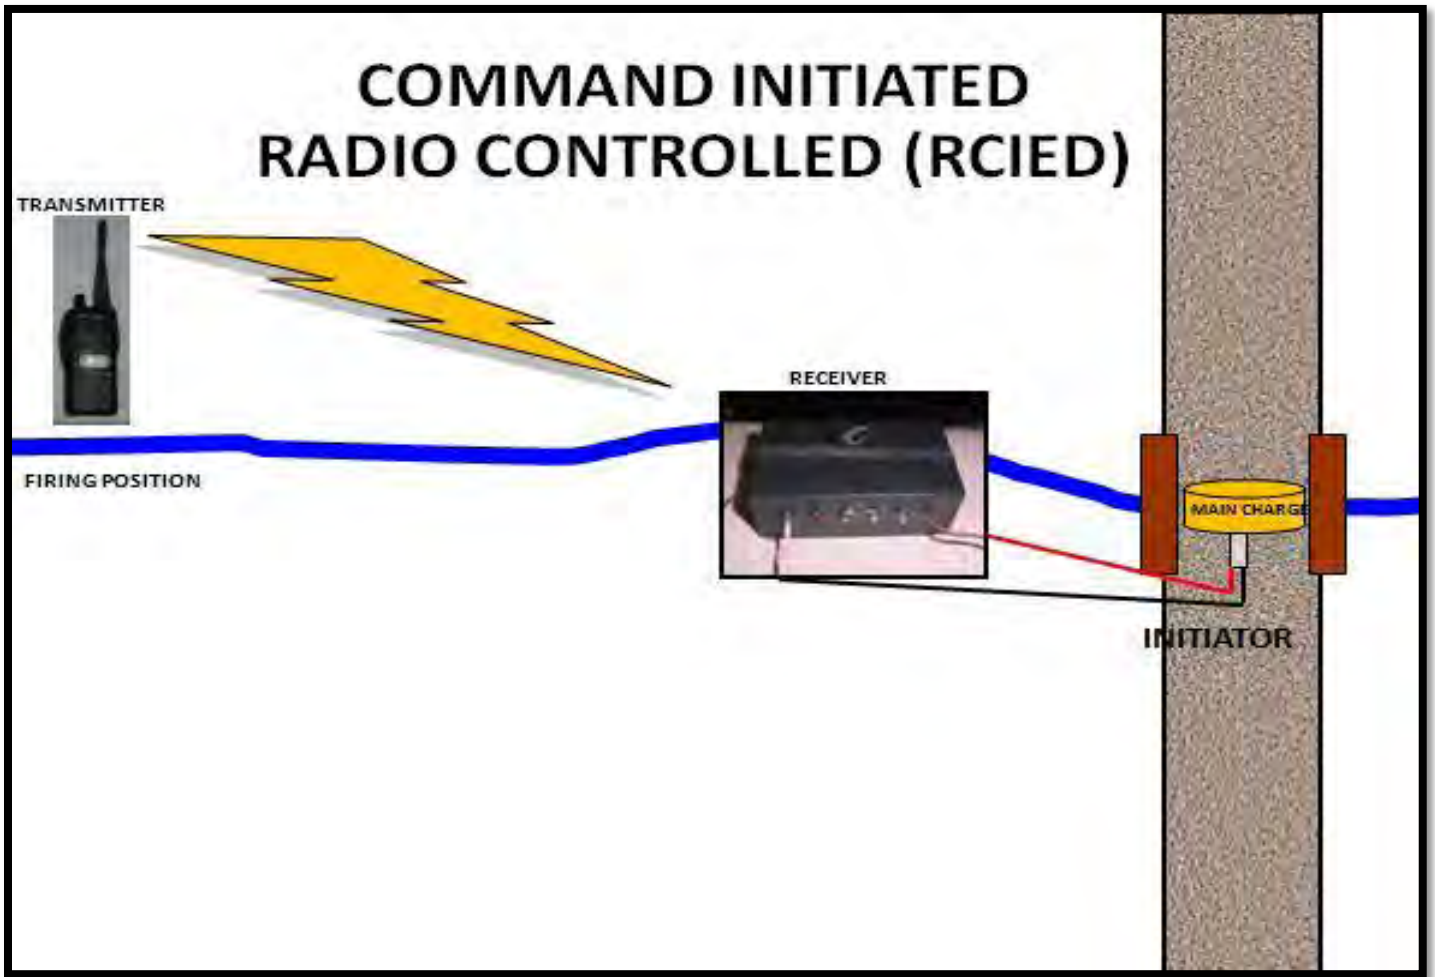 COMMAND INITIATED
RADIO CONTROLLED (RCIED)
TRANSMITTER
RECEIVER
FIRING POSITION
MAIN CHARGE
INITIATOR